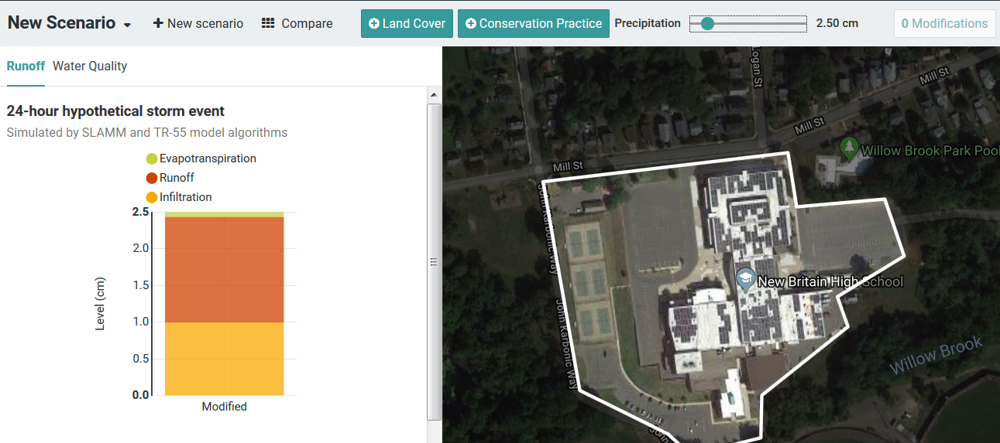 New Scenario
New scenario
Compare
Land Cover
Conservation Practice
Precipitation
2.50 cm
0 Modifications
Runoff
Water Quality
24-hour hypothetical storm event
Simulated by SLAMM and TR-55 model algorithms
Evapotranspiration
Runoff
Infiltration
2.5
2.0
1.5
1.0
0.5
0.0
Level (cm)
Modified
Logan St
Mill St
Mill St
Willow Brook Park Pool
Mill St
John Karbonic Way
New Britain High School
John Karbonic Way
Willow Brook
John